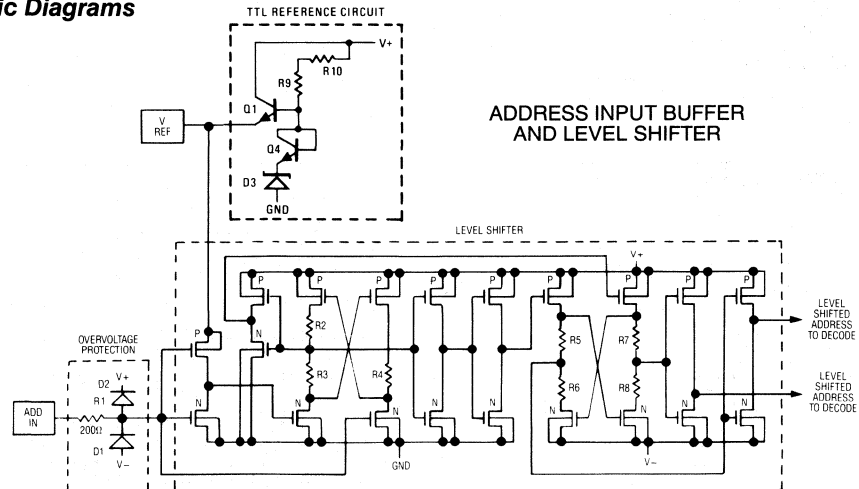 ic Diagrams
TTL REFERENCE CIRCUIT
V+
R10
R9
Q1
V
REF
Q4
D3
GND
ADDRESS INPUT BUFFER
AND LEVEL SHIFTER
LEVEL SHIFTER
V+
P
P
P
P
P
P
P
P
P
R2
R5
R7
LEVEL
SHIFTED
ADDRESS
TO DECODE
P
N
OVERVOLTAGE
PROTECTION
D2
V+
R1
R3
R4
R6
R8
LEVEL
SHIFTED
ADDRESS
TO DECODE
ADD
IN
200Ω
D1
V−
N
N
N
N
N
N
N
N
N
GND
V−